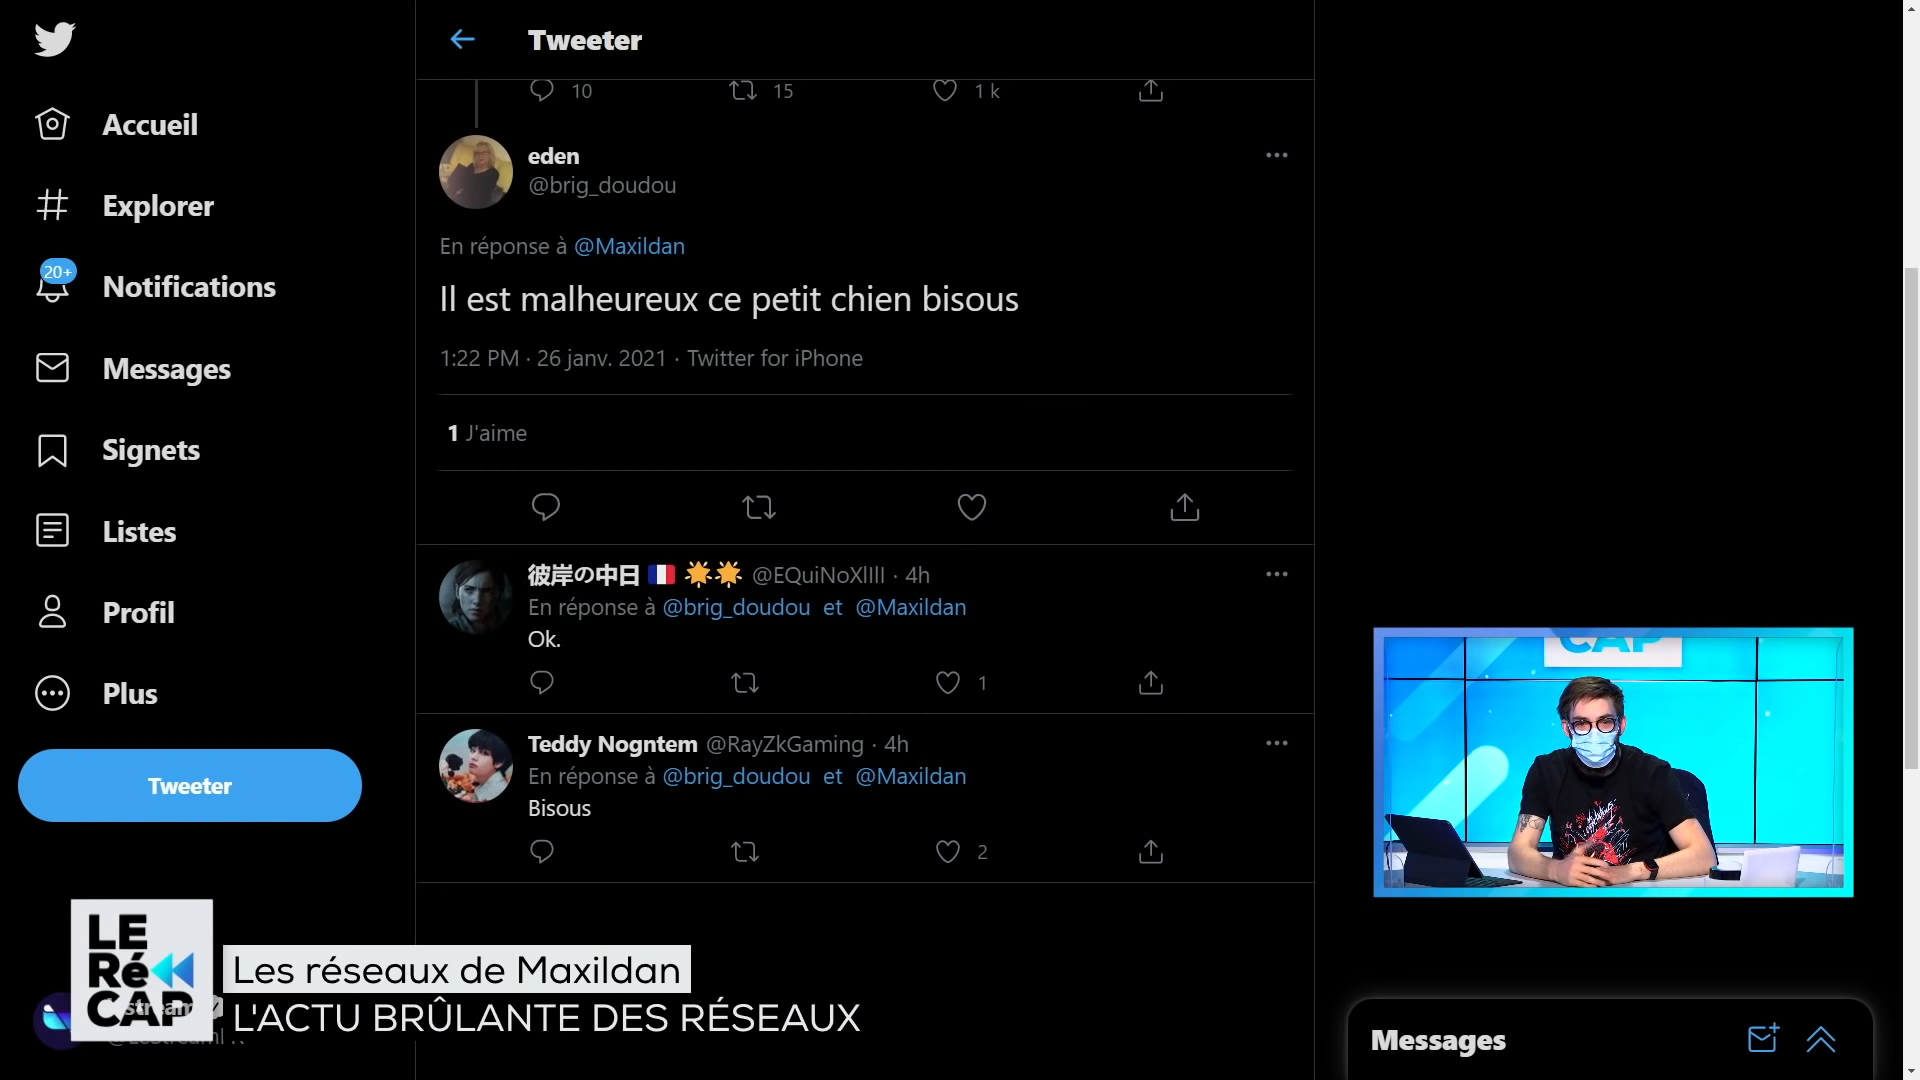 Accueil
Explorer
20+
Notifications
Messages
Signets
Listes
Profil
Plus
Tweeter
Tweeter
10
15
1 k
eden
@brig_doudou
En réponse à @Maxildan
Il est malheureux ce petit chien bisous
1:22 PM · 26 janv. 2021 · Twitter for iPhone
1 J'aime
彼岸の中日 🇫🇷 🌟🌟 @EQuiNoXIIII · 4h
En réponse à @brig_doudou et @Maxildan
Ok.
1
Teddy Nogntem @RayZkGaming · 4h
En réponse à @brig_doudou et @Maxildan
Bisous
2
CAP
LE
Ré
CAP
Les réseaux de Maxildan
L'ACTU BRÛLANTE DES RÉSEAUX
Messages